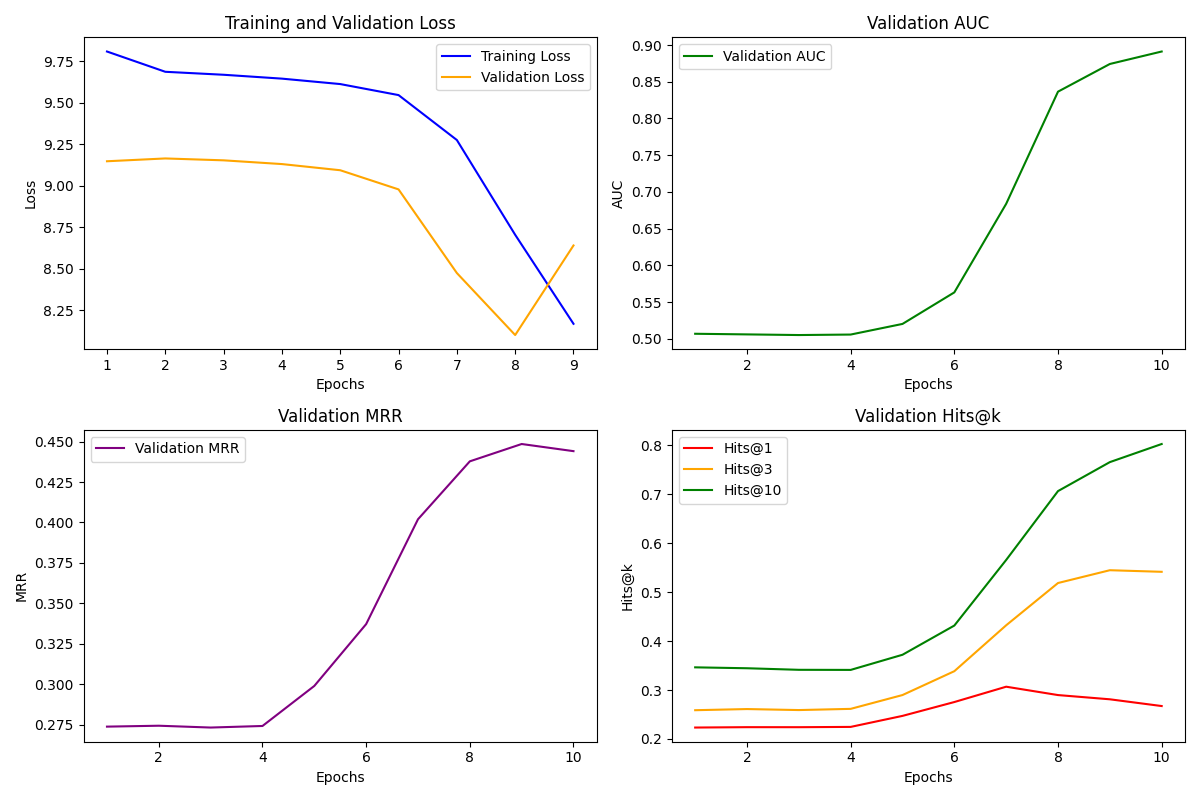 Training and Validation Loss
Training Loss
Validation Loss
9.75
9.50
9.25
9.00
8.75
8.50
8.25
Loss
1 2 3 4 5 6 7 8 9
Epochs
Validation AUC
Validation AUC
0.90
0.85
0.80
0.75
0.70
0.65
0.60
0.55
0.50
AUC
2 4 6 8 10
Epochs
Validation MRR
Validation MRR
0.450
0.425
0.400
0.375
0.350
0.325
0.300
0.275
MRR
2 4 6 8 10
Epochs
Validation Hits@k
Hits@1
Hits@3
Hits@10
0.8
0.7
0.6
0.5
0.4
0.3
0.2
Hits@k
2 4 6 8 10
Epochs